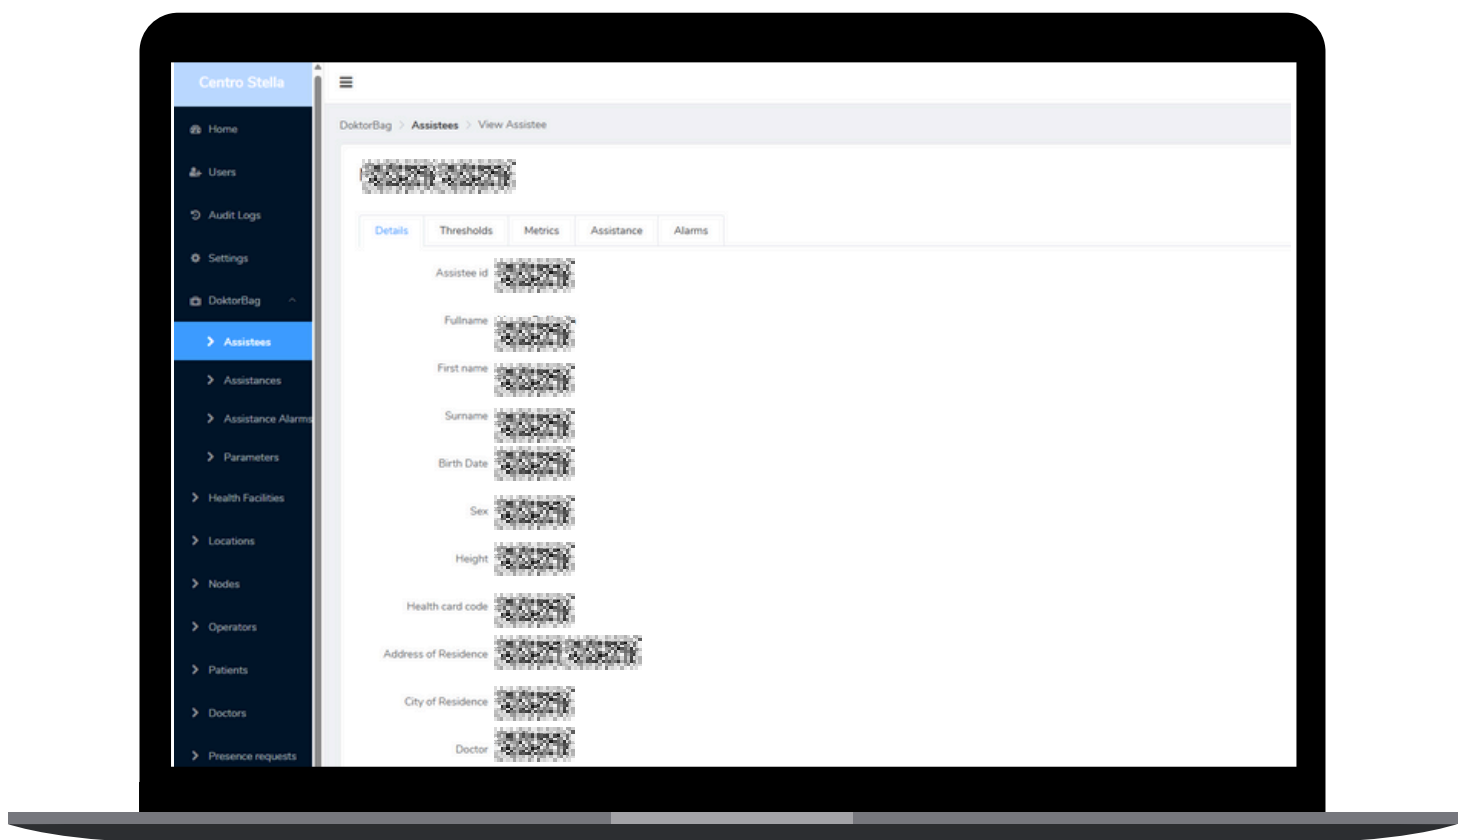 Centro Stella
Home
Users
Audit Logs
Settings
DoktorBag
Assistees
Assistances
Assistance Alarms
Parameters
Health Facilities
Locations
Nodes
Operators
Patients
Doctors
Presence requests
DoktorBag > Assistees > View Assistee
Details Thresholds Metrics Assistance Alarms
Assistee id
Fullname
First name
Surname
Birth Date
Sex
Height
Health card code
Address of Residence
City of Residence
Doctor